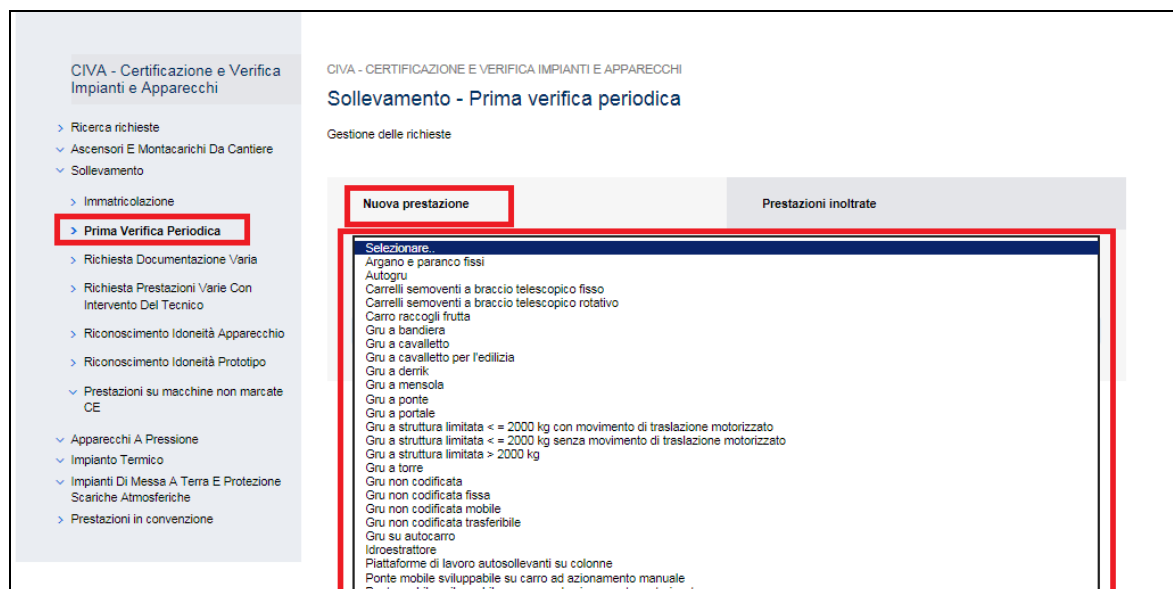 CIVA - Certificazione e Verifica
Impianti e Apparecchi
> Ricerca richieste
Ascensori E Montacarichi Da Cantiere
Sollevamento
> Immatricolazione
> Prima Verifica Periodica
> Richiesta Documentazione Varia
> Richiesta Prestazioni Varie Con
Intervento Del Tecnico
> Riconoscimento Idoneità Apparecchio
> Riconoscimento Idoneità Prototipo
Prestazioni su macchine non marcate
CE
Apparecchi A Pressione
Impianto Termico
Impianti Di Messa A Terra E Protezione
Scariche Atmosferiche
> Prestazioni in convenzione
CIVA - CERTIFICAZIONE E VERIFICA IMPIANTI E APPARECCHI
Sollevamento - Prima verifica periodica
Gestione delle richieste
Nuova prestazione
Prestazioni inoltrate
Selezionare..
Argano e paranco fissi
Autogru
Carrelli semoventi a braccio telescopico fisso
Carrelli semoventi a braccio telescopico rotativo
Carro raccogli frutta
Gru a bandiera
Gru a cavalletto
Gru a cavalletto per l'edilizia
Gru a derrik
Gru a mensola
Gru a ponte
Gru a portale
Gru a struttura limitata < = 2000 kg con movimento di traslazione motorizzato
Gru a struttura limitata < = 2000 kg senza movimento di traslazione motorizzato
Gru a struttura limitata > 2000 kg
Gru a torre
Gru non codificata
Gru non codificata fissa
Gru non codificata mobile
Gru non codificata trasferibile
Gru su autocarro
Idroestrattore
Piattaforme di lavoro autosollevanti su colonne
Ponte mobile sviluppabile su carro ad azionamento manuale